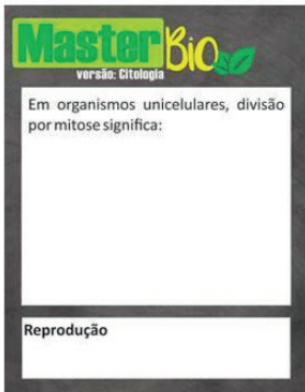 Master Bio
versão: Citologia
Em organismos unicelulares, divisão
por mitose significa:
Reprodução